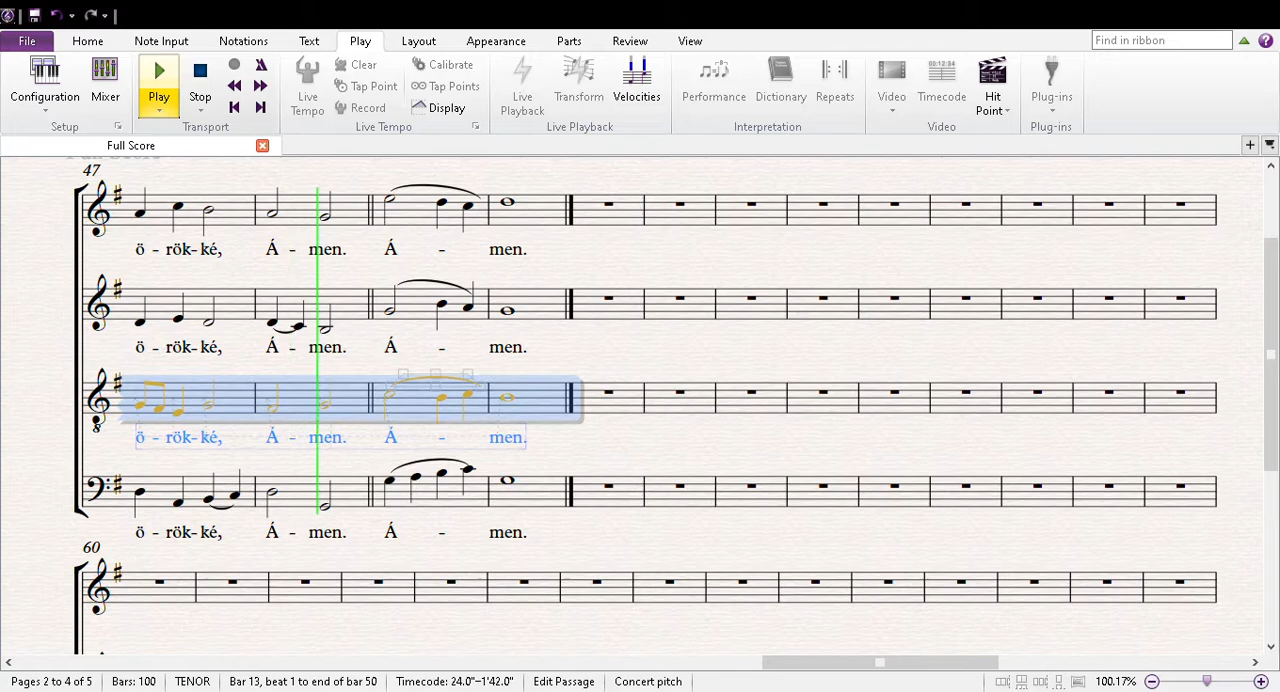 File Home Note Input Notations Text Play Layout Appearance Parts Review View Find in ribbon
Configuration Mixer Play Stop Live Tempo Clear Tap Point Record Calibrate Tap Points Display Live Playback Transform Velocities Performance Dictionary Repeats Video Timecode Hit Point Plug-ins
Setup Transport Live Tempo Live Playback Interpretation Video Plug-ins
Full Score
47
ö - rök- ké, Á - men. Á - men.
ö - rök- ké, Á - men. Á - men.
8
ö - rök- ké, Á - men. Á - men.
ö - rök- ké, Á - men. Á - men.
60
Pages 2 to 4 of 5 Bars: 100 TENOR Bar 13, beat 1 to end of bar 50 Timecode: 24.0"–1'42.0" Edit Passage Concert pitch 100.17%